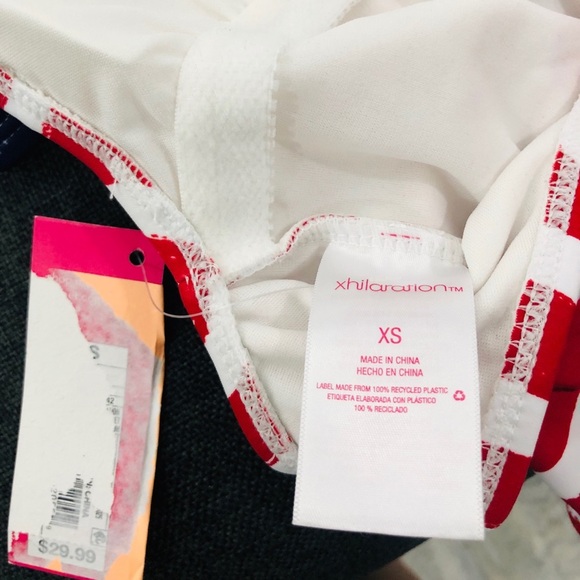 xhilaration™
XS
MADE IN CHINA
HECHO EN CHINA
LABEL MADE FROM 100% RECYCLED PLASTIC
ETIQUETA ELABORADA CON PLÁSTICO
100 % RECICLADO
S
CHINA
$29.99